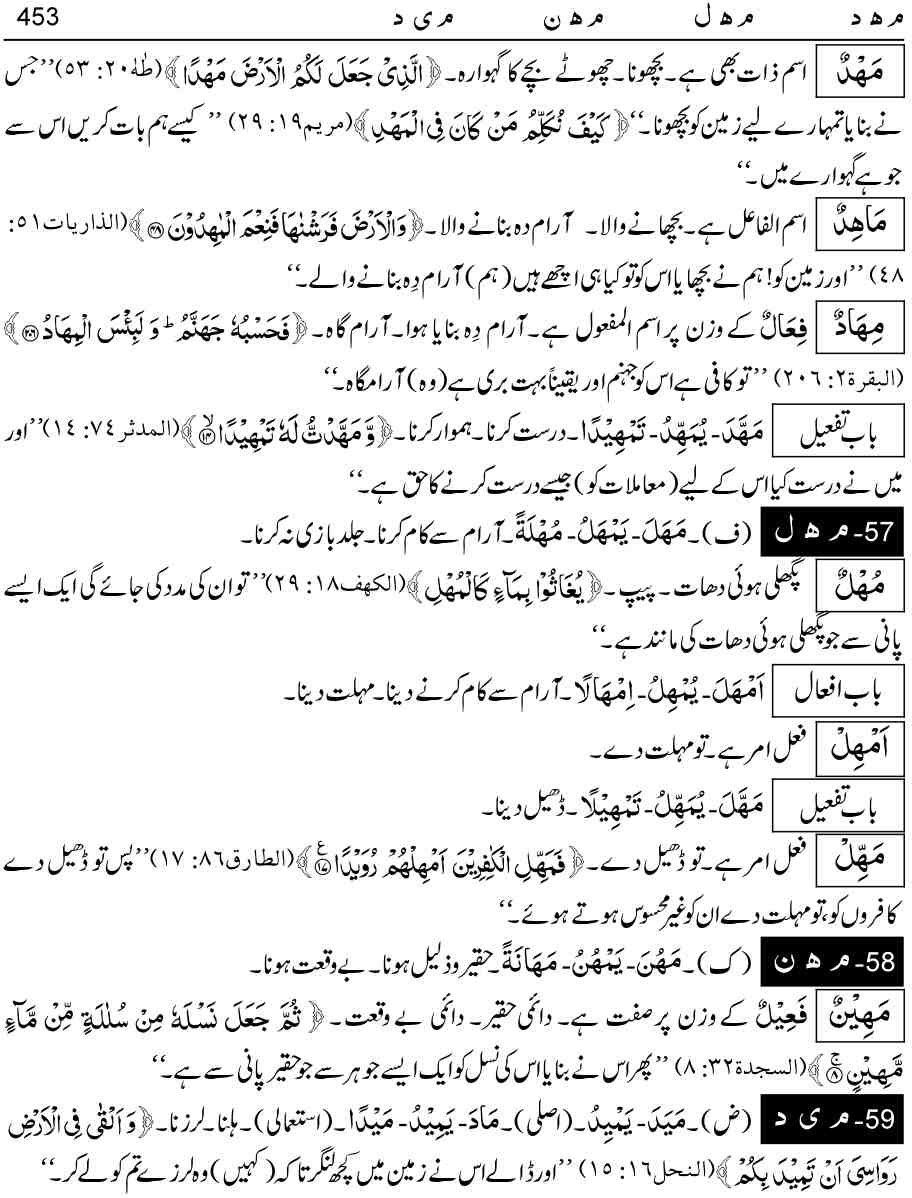 م ھ د م ھ ل م ھ ن م ی د 453
مَھْدٌ اسم ذات بھی ہے۔ بچھونا۔ چھوٹے بچے کا گہوارہ۔ ﴿الَّذِیْ جَعَلَ لَکُمُ الْاَرْضَ مَھْدًا﴾ (طٰہٰ ۲۰: ۵۳) ’’جس
نے بنایا تمہارے لیے زمین کو بچھونا۔‘‘ ﴿کَیْفَ نُکَلِّمُ مَنْ کَانَ فِی الْمَھْدِ﴾ (مریم ۱۹: ۲۹) ’’کیسے ہم بات کریں اس سے
جو ہے گہوارے میں۔‘‘
مَاھِدٌ اسم الفاعل ہے۔ بچھانے والا۔ آرام دہ بنانے والا۔ ﴿وَالْاَرْضَ فَرَشْنٰھَا فَنِعْمَ الْمٰھِدُوْنَ ۴۸﴾ (الذاریات ۵۱:
۴۸) ’’اور زمین کو! ہم نے بچھایا اس کو تو کیا ہی اچھے ہیں (ہم) آرام دِہ بنانے والے۔‘‘
مِھَادٌ فِعَالٌ کے وزن پر اسم المفعول ہے۔ آرام دِہ بنایا ہوا۔ آرام گاہ۔ ﴿فَحَسْبُہٗ جَھَنَّمُ ؕ وَ لَبِئْسَ الْمِھَادُ ۲۰۶﴾
(البقرۃ ۲: ۲۰۶) ’’تو کافی ہے اس کو جہنم اور یقیناً بہت بری ہے (وہ) آرامگاہ۔‘‘
باب تفعیل مَھَّدَ- یُمَھِّدُ- تَمْھِیْدًا۔ درست کرنا۔ ہموار کرنا۔ ﴿وَّ مَھَّدْتُّ لَہٗ تَمْھِیْدًا ۙ۱۴﴾ (المدثر ۷۴: ۱۴) ’’اور
میں نے درست کیا اس کے لیے (معاملات کو) جیسے درست کرنے کا حق ہے۔‘‘
57- م ھ ل (ف)۔ مَھَلَ- یَمْھَلُ- مُھْلَةً۔ آرام سے کام کرنا۔ جلد بازی نہ کرنا۔
مُھْلٌ پگھلی ہوئی دھات۔ پیپ۔ ﴿یُغَاثُوْا بِمَآءٍ کَالْمُھْلِ﴾ (الکھف ۱۸: ۲۹) ’’تو ان کی مدد کی جائے گی ایک ایسے
پانی سے جو پگھلی ہوئی دھات کی مانند ہے۔‘‘
باب افعال اَمْھَلَ- یُمْھِلُ- اِمْھَالًا۔ آرام سے کام کرنے دینا۔ مہلت دینا۔
اَمْھِلْ فعل امر ہے۔ تو مہلت دے۔
باب تفعیل مَھَّلَ- یُمَھِّلُ- تَمْھِیْلًا۔ ڈھیل دینا۔
مَھِّلْ فعل امر ہے۔ تو ڈھیل دے۔ ﴿فَمَھِّلِ الْکٰفِرِیْنَ اَمْھِلْھُمْ رُوَیْدًا ۱۷ۧ﴾ (الطارق ۸۶: ۱۷) ’’پس تو ڈھیل دے
کافروں کو، تو مہلت دے ان کو غیر محسوس ہوتے ہوئے۔‘‘
58- م ھ ن (ک)۔ مَھُنَ- یَمْھُنُ- مَھَانَةً۔ حقیر و ذلیل ہونا۔ بے وقعت ہونا۔
مَھِیْنٌ فَعِیْلٌ کے وزن پر صفت ہے۔ دائمی حقیر۔ دائمی بے وقعت۔ ﴿ثُمَّ جَعَلَ نَسْلَہٗ مِنْ سُلٰلَةٍ مِّنْ مَّآءٍ
مَّھِیْنٍ ۚ۸﴾ (السجدۃ ۳۲: ۸) ’’پھر اس نے بنایا اس کی نسل کو ایک ایسے جوہر سے جو حقیر پانی سے ہے۔‘‘
59- م ی د (ض)۔ مَیَدَ- یَمْیِدُ۔ (اصلی)۔ مَادَ- یَمِیْدُ- مَیْدًا۔ (استعمالی)۔ ہلنا۔ لرزنا۔ ﴿وَ اَلْقٰی فِی الْاَرْضِ
رَوَاسِیَ اَنْ تَمِیْدَ بِکُمْ﴾ (النحل ۱۶: ۱۵) ’’اور ڈالے اس نے زمین میں کچھ لنگر تاکہ (کہیں) وہ لرزے تم کو لے کر۔‘‘